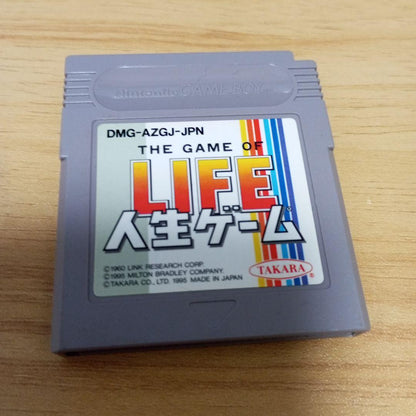 Nintendo GAME BOY
DMG-AZGJ-JPN
THE GAME OF
LIFE
人生ゲーム®
©1960 LINK RESEARCH CORP.
©1995 MILTON BRADLEY COMPANY.
©TAKARA CO., LTD. 1995 MADE IN JAPAN
TAKARA